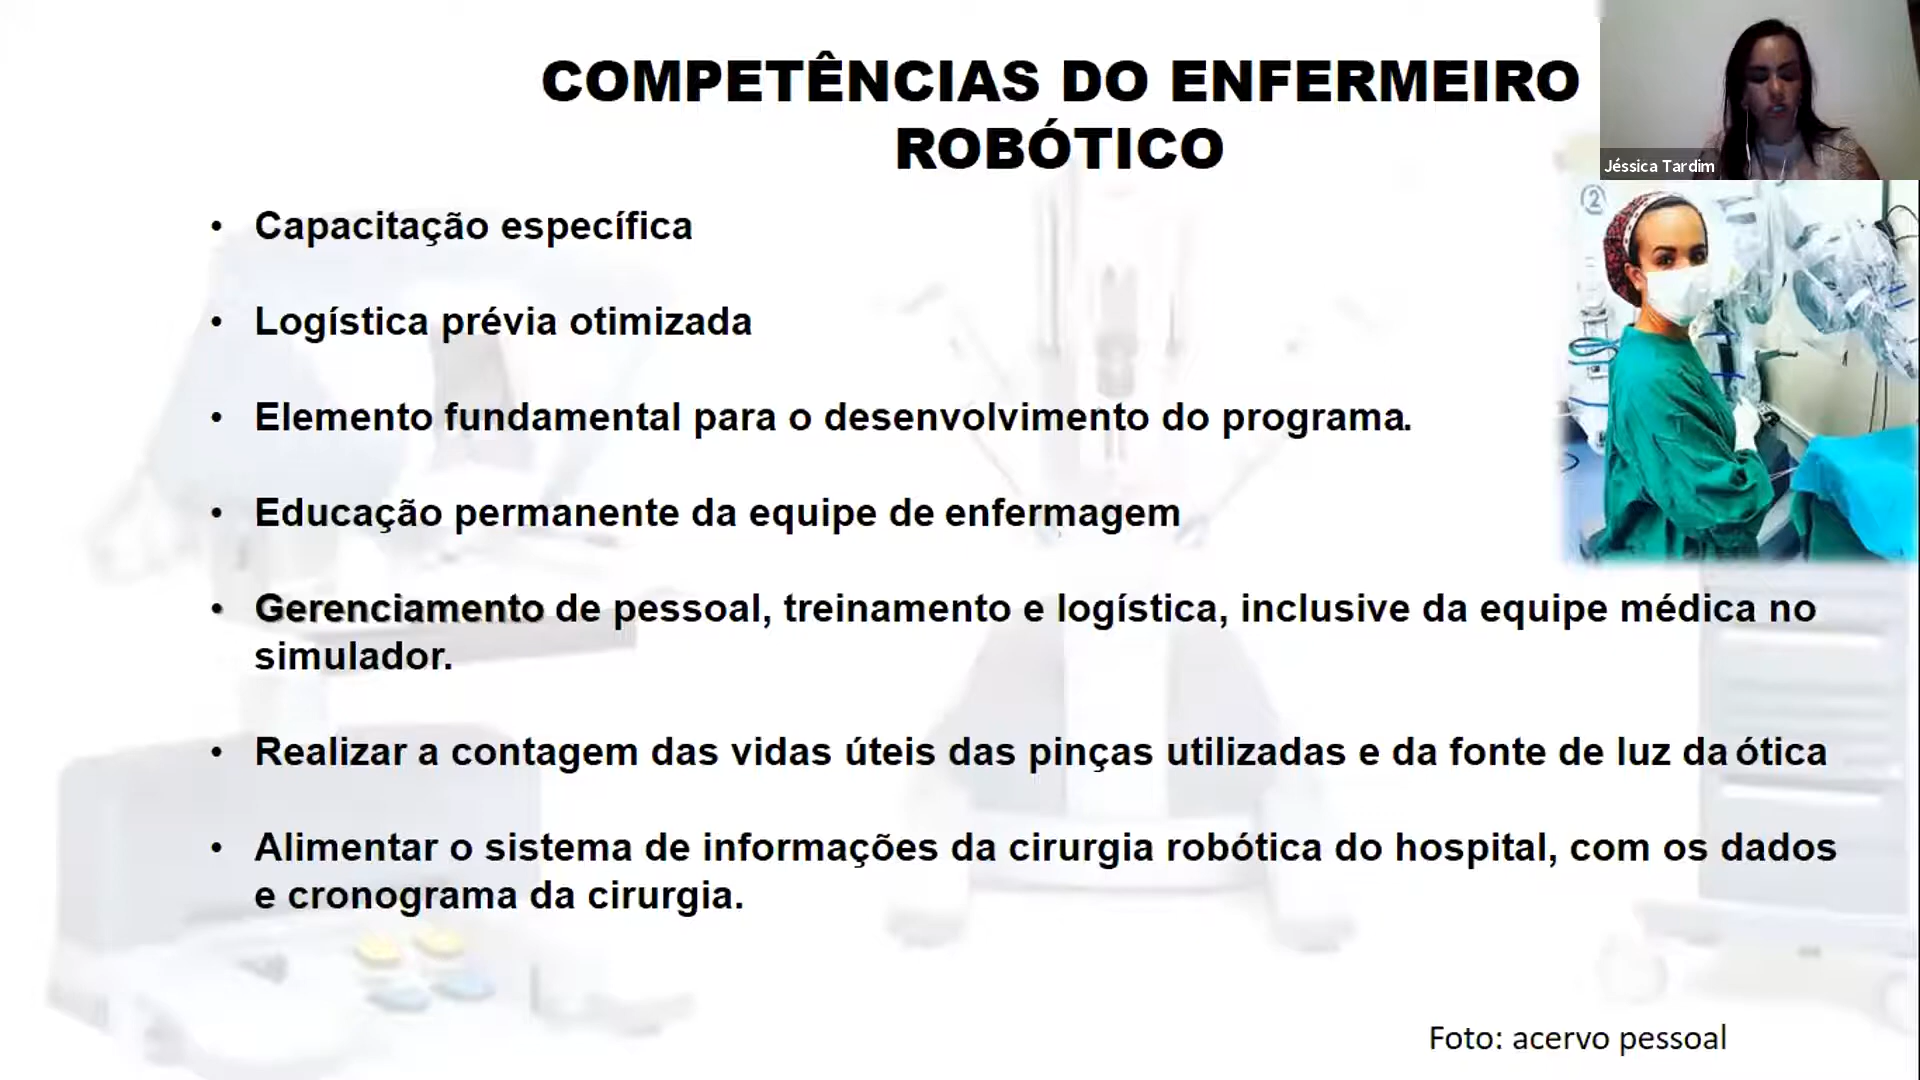 COMPETÊNCIAS DO ENFERMEIRO
ROBÓTICO
Jéssica Tardim
2
• Capacitação específica
• Logística prévia otimizada
• Elemento fundamental para o desenvolvimento do programa.
• Educação permanente da equipe de enfermagem
• Gerenciamento de pessoal, treinamento e logística, inclusive da equipe médica no
simulador.
• Realizar a contagem das vidas úteis das pinças utilizadas e da fonte de luz da ótica
• Alimentar o sistema de informações da cirurgia robótica do hospital, com os dados
e cronograma da cirurgia.
Foto: acervo pessoal